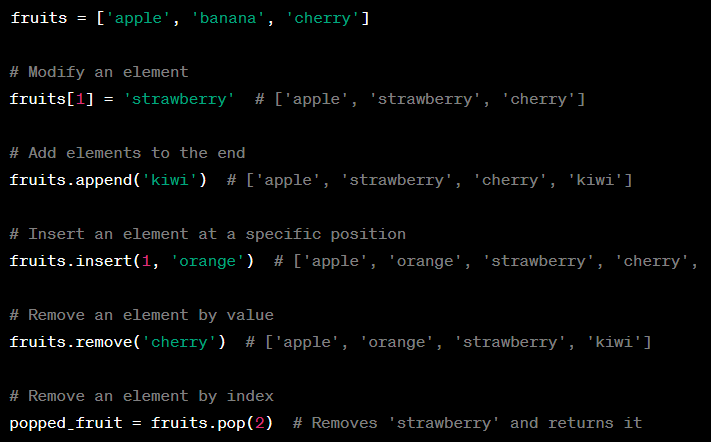 fruits = ['apple', 'banana', 'cherry']
# Modify an element
fruits[1] = 'strawberry'  # ['apple', 'strawberry', 'cherry']
# Add elements to the end
fruits.append('kiwi')  # ['apple', 'strawberry', 'cherry', 'kiwi']
# Insert an element at a specific position
fruits.insert(1, 'orange')  # ['apple', 'orange', 'strawberry', 'cherry',
# Remove an element by value
fruits.remove('cherry')  # ['apple', 'orange', 'strawberry', 'kiwi']
# Remove an element by index
popped_fruit = fruits.pop(2)  # Removes 'strawberry' and returns it